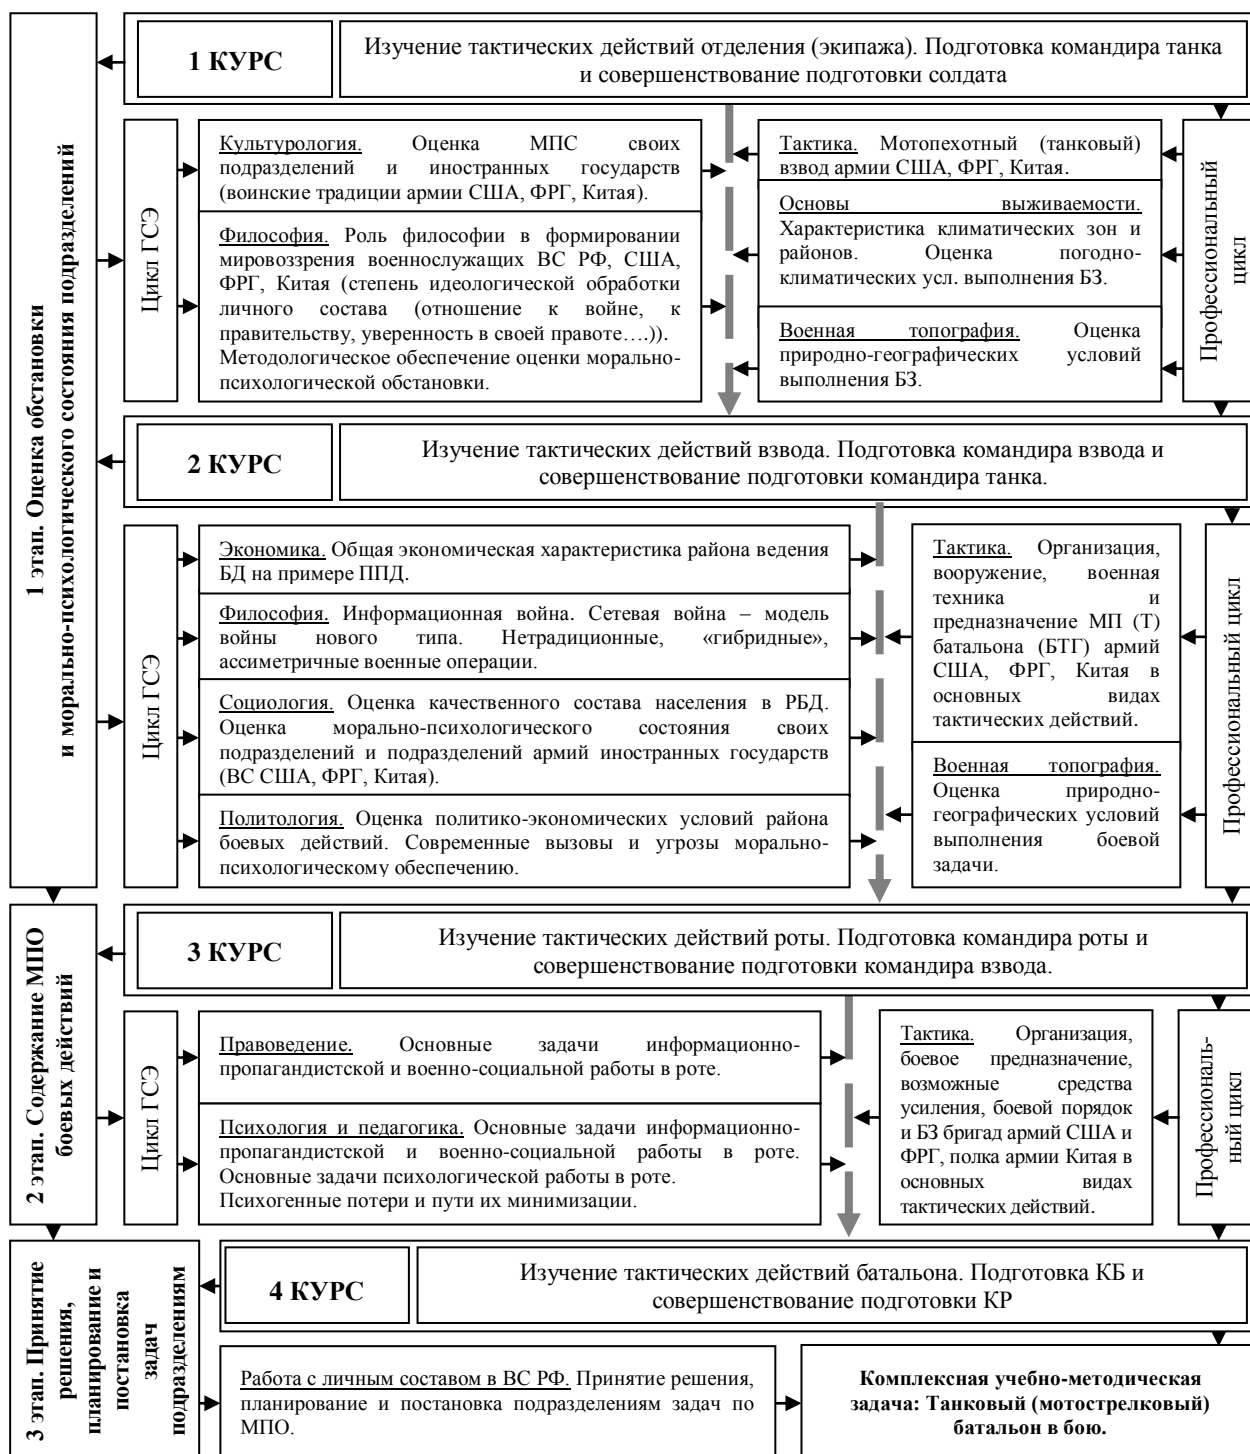 1 этап. Оценка обстановки
и морально-психологического состояния подразделений
1 КУРС
Изучение тактических действий отделения (экипажа). Подготовка командира танка
и совершенствование подготовки солдата
Цикл ГСЭ
Культурология. Оценка МПС своих
подразделений и иностранных государств
(воинские традиции армии США, ФРГ, Китая).
Философия. Роль философии в формировании
мировоззрения военнослужащих ВС РФ, США,
ФРГ, Китая (степень идеологической обработки
личного состава (отношение к войне, к
правительству, уверенность в своей правоте….)).
Методологическое обеспечение оценки морально-
психологической обстановки.
Тактика. Мотопехотный (танковый)
взвод армии США, ФРГ, Китая.
Основы выживаемости.
Характеристика климатических зон и
районов. Оценка погодно-
климатических усл. выполнения БЗ.
Военная топография. Оценка
природно-географических условий
выполнения БЗ.
Профессиональный
цикл
2 КУРС
Изучение тактических действий взвода. Подготовка командира взвода и
совершенствование подготовки командира танка.
Цикл ГСЭ
Экономика. Общая экономическая характеристика района ведения
БД на примере ППД.
Философия. Информационная война. Сетевая война – модель
войны нового типа. Нетрадиционные, «гибридные»,
ассиметричные военные операции.
Социология. Оценка качественного состава населения в РБД.
Оценка морально-психологического состояния своих
подразделений и подразделений армий иностранных государств
(ВС США, ФРГ, Китая).
Политология. Оценка политико-экономических условий района
боевых действий. Современные вызовы и угрозы морально-
психологическому обеспечению.
Тактика. Организация,
вооружение, военная
техника и
предназначение МП (Т)
батальона (БТГ) армий
США, ФРГ, Китая в
основных видах
тактических действий.
Военная топография.
Оценка природно-
географических условий
выполнения боевой
задачи.
Профессиональный цикл
2 этап. Содержание МПО
боевых действий
3 КУРС
Изучение тактических действий роты. Подготовка командира роты и
совершенствование подготовки командира взвода.
Цикл ГСЭ
Правоведение. Основные задачи информационно-
пропагандистской и военно-социальной работы в роте.
Психология и педагогика. Основные задачи информационно-
пропагандистской и военно-социальной работы в роте.
Основные задачи психологической работы в роте.
Психогенные потери и пути их минимизации.
Тактика. Организация,
боевое предназначение,
возможные средства
усиления, боевой порядок
и БЗ бригад армий США и
ФРГ, полка армии Китая в
основных видах
тактических действий.
Профессиональ-
ный цикл
3 этап. Принятие
решения,
планирование и
постановка
задач
подразделениям
4 КУРС
Изучение тактических действий батальона. Подготовка КБ и
совершенствование подготовки КР
Работа с личным составом в ВС РФ. Принятие решения,
планирование и постановка подразделениям задач по
МПО.
Комплексная учебно-методическая
задача: Танковый (мотострелковый)
батальон в бою.